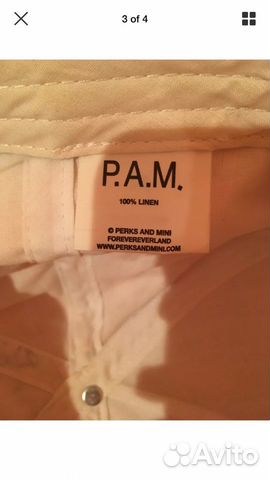 3 of 4
P.A.M.
100% LINEN
© PERKS AND MINI
FOREVEREVERLAND
WWW.PERKSANDMINI.COM
Avito